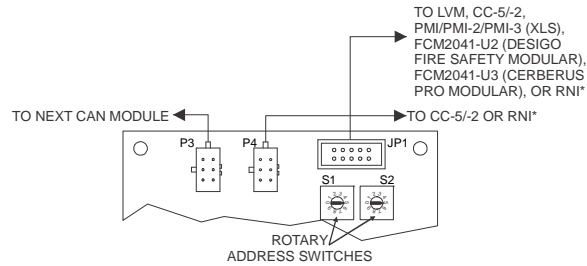 TO LVM, CC-5/-2,
PMI/PMI-2/PMI-3 (XLS),
FCM2041-U2 (DESIGO
FIRE SAFETY MODULAR),
FCM2041-U3 (CERBERUS
PRO MODULAR), OR RNI*
TO NEXT CAN MODULE
TO CC-5/-2 OR RNI*
P3
P4
JP1
S1
S2
ROTARY
ADDRESS SWITCHES